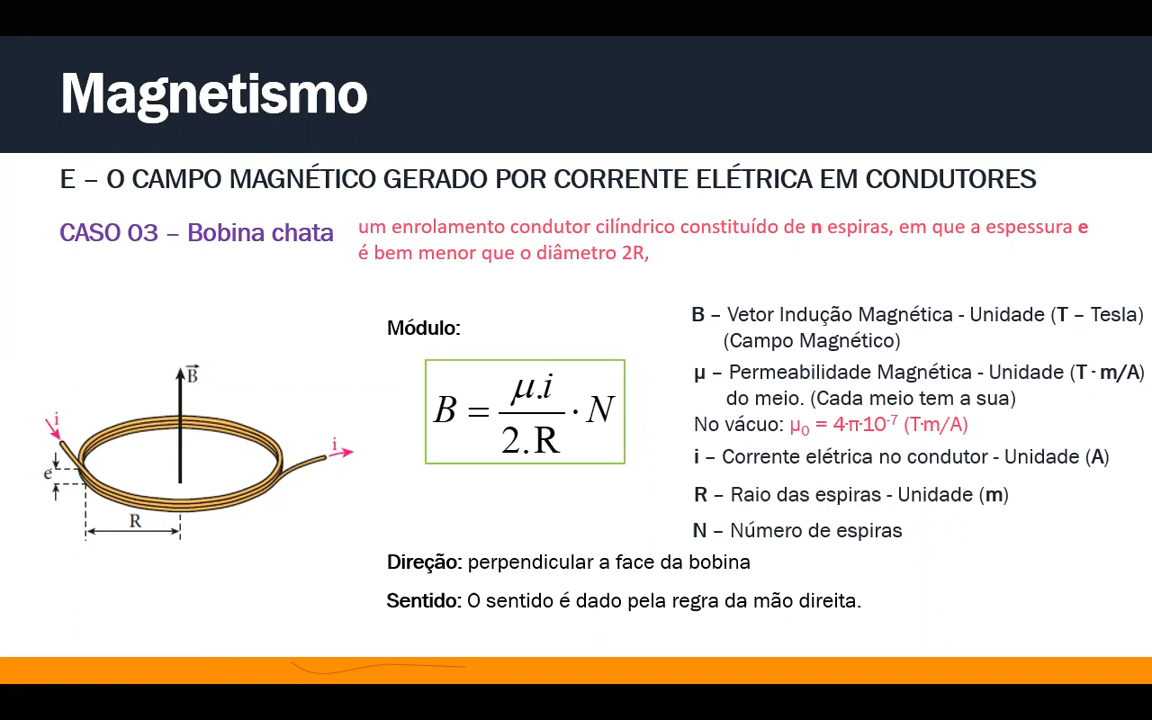 Magnetismo
E – O CAMPO MAGNÉTICO GERADO POR CORRENTE ELÉTRICA EM CONDUTORES
CASO 03 – Bobina chata
um enrolamento condutor cilíndrico constituído de n espiras, em que a espessura e
é bem menor que o diâmetro 2R,
Módulo:
B = μ.i / 2.R · N
B – Vetor Indução Magnética - Unidade (T – Tesla)
(Campo Magnético)
μ – Permeabilidade Magnética - Unidade (T · m/A)
do meio. (Cada meio tem a sua)
No vácuo: μ₀ = 4·π·10⁻⁷ (T·m/A)
i – Corrente elétrica no condutor - Unidade (A)
R – Raio das espiras - Unidade (m)
N – Número de espiras
B⃗
i
i
e
R
Direção: perpendicular a face da bobina
Sentido: O sentido é dado pela regra da mão direita.